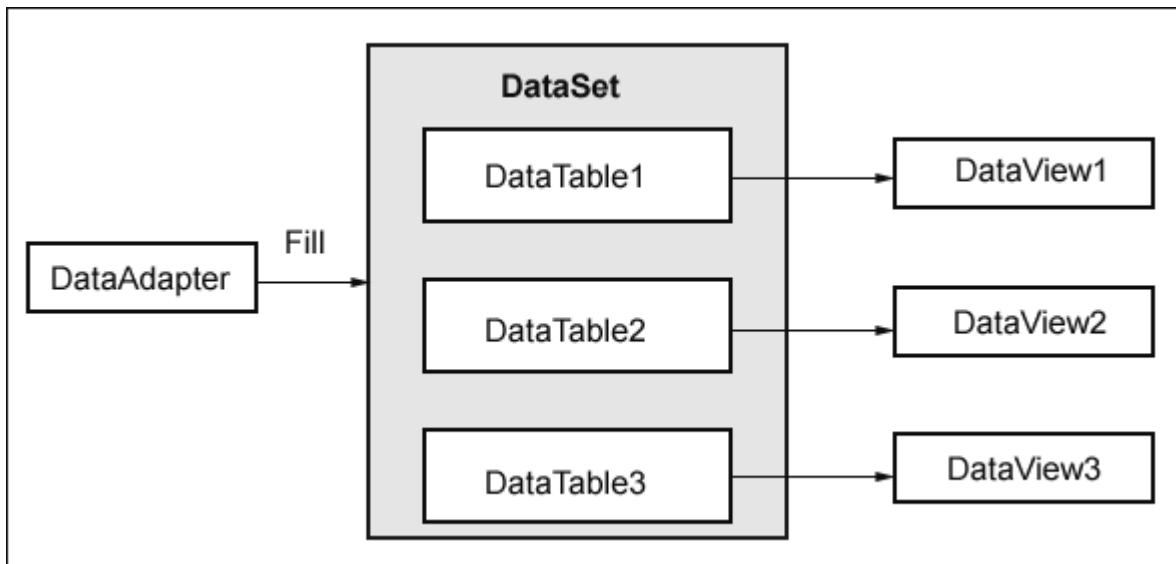 DataSet
DataTable1
DataView1
Fill
DataAdapter
DataTable2
DataView2
DataTable3
DataView3